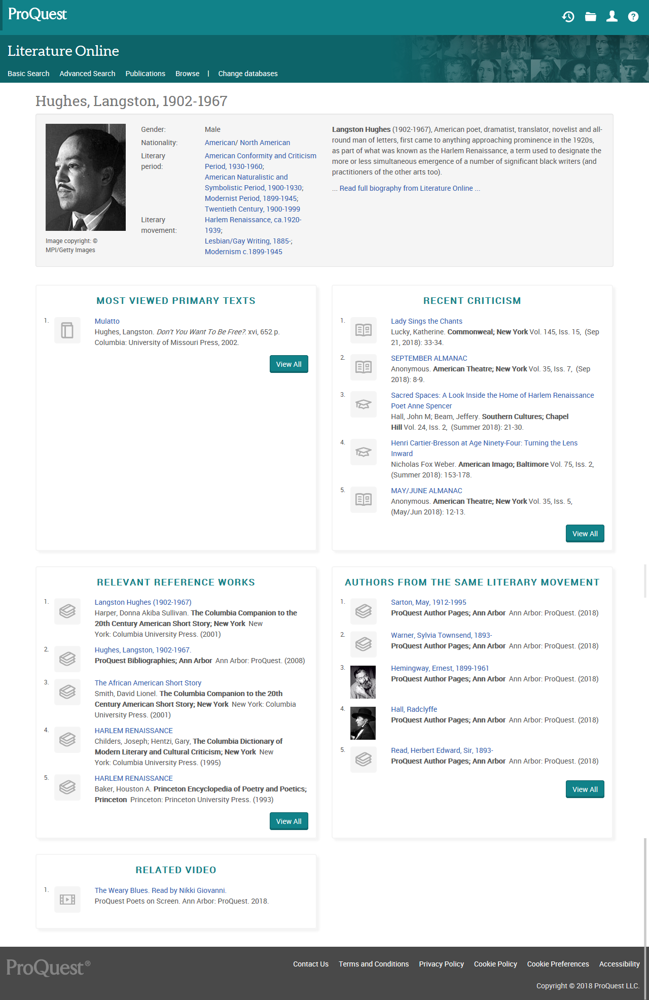 ProQuest
Literature Online
Basic Search Advanced Search Publications Browse | Change databases
Hughes, Langston, 1902-1967
Image copyright: ©
MPI/Getty Images
Gender: Male
Nationality: American/ North American
Literary period: American Conformity and Criticism
Period, 1930-1960;
American Naturalistic and
Symbolistic Period, 1900-1930;
Modernist Period, 1899-1945;
Twentieth Century, 1900-1999
Literary movement: Harlem Renaissance, ca.1920-
1939;
Lesbian/Gay Writing, 1885-;
Modernism c.1899-1945
Langston Hughes (1902-1967), American poet, dramatist, translator, novelist and all-
round man of letters, first came to anything approaching prominence in the 1920s,
as part of what was known as the Harlem Renaissance, a term used to designate the
more or less simultaneous emergence of a number of significant black writers (and
practitioners of the other arts too).
... Read full biography from Literature Online ...
MOST VIEWED PRIMARY TEXTS
1. Mulatto
Hughes, Langston. Don't You Want To Be Free?. xvi, 652 p.
Columbia: University of Missouri Press, 2002.
View All
RECENT CRITICISM
1. Lady Sings the Chants
Lucky, Katherine. Commonweal; New York Vol. 145, Iss. 15, (Sep
21, 2018): 33-34.
2. SEPTEMBER ALMANAC
Anonymous. American Theatre; New York Vol. 35, Iss. 7, (Sep
2018): 8-9.
3. Sacred Spaces: A Look Inside the Home of Harlem Renaissance
Poet Anne Spencer
Hall, John M; Beam, Jeffery. Southern Cultures; Chapel
Hill Vol. 24, Iss. 2, (Summer 2018): 21-30.
4. Henri Cartier-Bresson at Age Ninety-Four: Turning the Lens
Inward
Nicholas Fox Weber. American Imago; Baltimore Vol. 75, Iss. 2,
(Summer 2018): 153-178.
5. MAY/JUNE ALMANAC
Anonymous. American Theatre; New York Vol. 35, Iss. 5,
(May/Jun 2018): 12-13.
View All
RELEVANT REFERENCE WORKS
1. Langston Hughes (1902-1967)
Harper, Donna Akiba Sullivan. The Columbia Companion to the
20th Century American Short Story; New York New
York: Columbia University Press. (2001)
2. Hughes, Langston, 1902-1967.
ProQuest Bibliographies; Ann Arbor Ann Arbor: ProQuest. (2008)
3. The African American Short Story
Smith, David Lionel. The Columbia Companion to the 20th
Century American Short Story; New York New York: Columbia
University Press. (2001)
4. HARLEM RENAISSANCE
Childers, Joseph; Hentzi, Gary, The Columbia Dictionary of
Modern Literary and Cultural Criticism; New York New
York: Columbia University Press. (1995)
5. HARLEM RENAISSANCE
Baker, Houston A. Princeton Encyclopedia of Poetry and Poetics;
Princeton Princeton: Princeton University Press. (1993)
View All
AUTHORS FROM THE SAME LITERARY MOVEMENT
1. Sarton, May, 1912-1995
ProQuest Author Pages; Ann Arbor Ann Arbor: ProQuest. (2018)
2. Warner, Sylvia Townsend, 1893-
ProQuest Author Pages; Ann Arbor Ann Arbor: ProQuest. (2018)
3. Hemingway, Ernest, 1899-1961
ProQuest Author Pages; Ann Arbor Ann Arbor: ProQuest. (2018)
4. Hall, Radclyffe
ProQuest Author Pages; Ann Arbor Ann Arbor: ProQuest. (2018)
5. Read, Herbert Edward, Sir, 1893-
ProQuest Author Pages; Ann Arbor Ann Arbor: ProQuest. (2018)
View All
RELATED VIDEO
1. The Weary Blues. Read by Nikki Giovanni.
ProQuest Poets on Screen. Ann Arbor: ProQuest. 2018.
ProQuest®
Contact Us Terms and Conditions Privacy Policy Cookie Policy Cookie Preferences Accessibility
Copyright © 2018 ProQuest LLC.